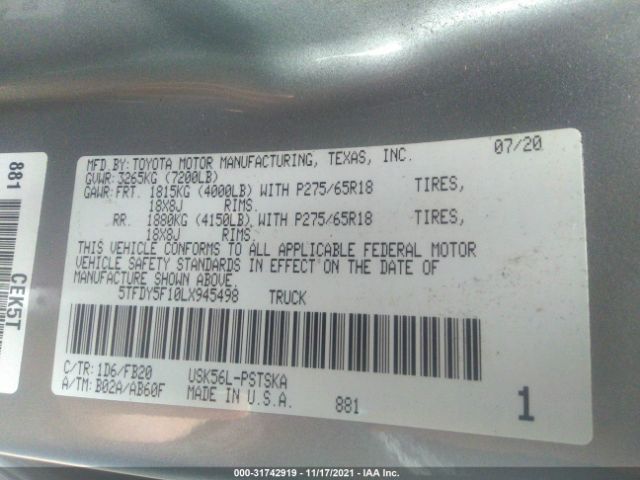 MFD BY:TOYOTA MOTOR MANUFACTURING, TEXAS, INC. 07/20
GVWR:3265KG (7200LB)
GAWR:FRT. 1815KG (4000LB) WITH P275/65R18 TIRES,
18X8J RIMS.
RR. 1880KG (4150LB) WITH P275/65R18 TIRES,
18X8J RIMS.
THIS VEHICLE CONFORMS TO ALL APPLICABLE FEDERAL MOTOR
VEHICLE SAFETY STANDARDS IN EFFECT ON THE DATE OF
MANUFACTURE SHOWN ABOVE.
5TFDY5F10LX945498 TRUCK
C/TR:1D6/FB20 USK56L-PSTSKA
A/TM:B02A/AB60F MADE IN U.S.A. 881 1
881
CEK5T
000-31742919 - 11/17/2021 - IAA Inc.